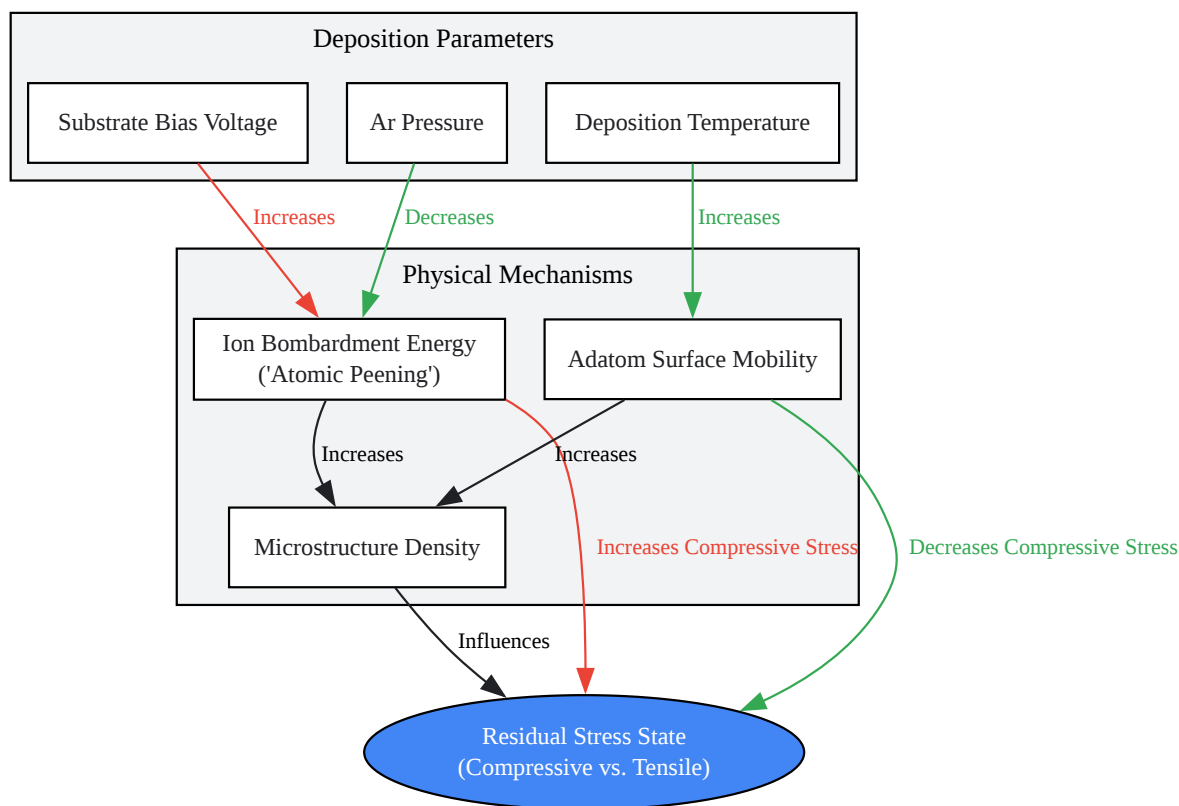 Deposition Parameters
Substrate Bias Voltage
Ar Pressure
Deposition Temperature
Increases
Decreases
Increases
Physical Mechanisms
Ion Bombardment Energy
('Atomic Peening')
Adatom Surface Mobility
Increases
Increases
Microstructure Density
Increases Compressive Stress
Decreases Compressive Stress
Influences
Residual Stress State
(Compressive vs. Tensile)